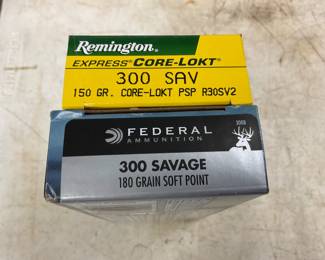 Remington
EXPRESS® CORE-LOKT®
300 SAV
150 GR. CORE-LOKT PSP R30SV2
FEDERAL
AMMUNITION
300 SAVAGE
180 GRAIN SOFT POINT